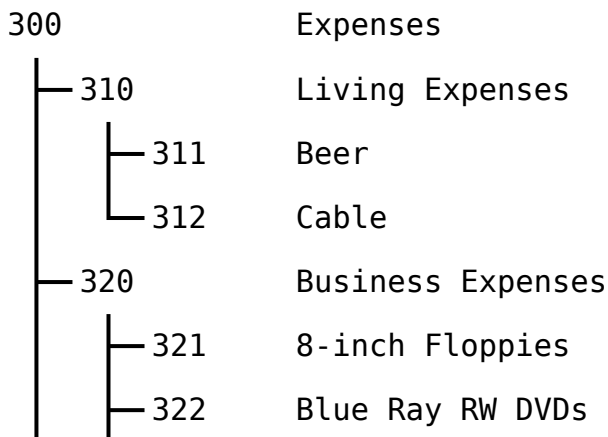 300 Expenses
310 Living Expenses
311 Beer
312 Cable
320 Business Expenses
321 8-inch Floppies
322 Blue Ray RW DVDs